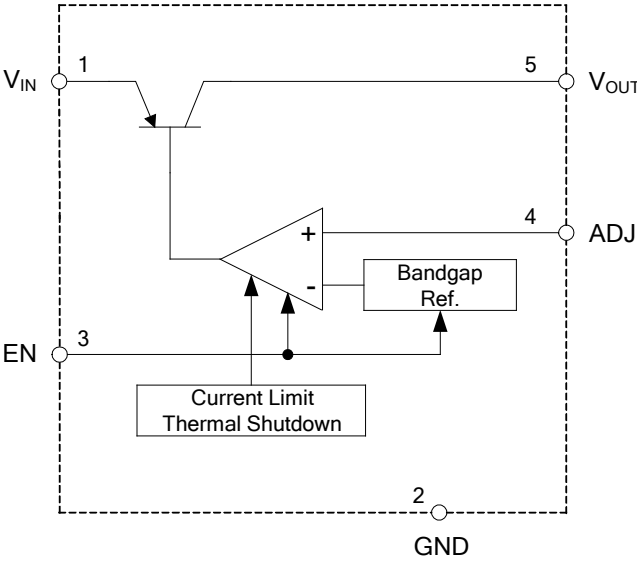 1
5
VIN
VOUT
4
+
ADJ
Bandgap
Ref.
-
3
EN
Current Limit
Thermal Shutdown
2
GND